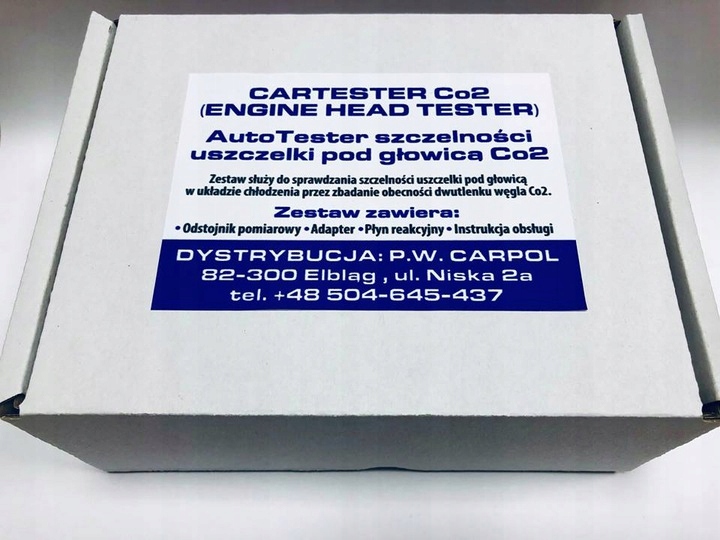 CARTESTER Co2
(ENGINE HEAD TESTER)
AutoTester szczelności
uszczelki pod głowicą Co2
Zestaw służy do sprawdzania szczelności uszczelki pod głowicą
w układzie chłodzenia przez zbadanie obecności dwutlenku węgla Co2.
Zestaw zawiera:
• Odstojnik pomiarowy • Adapter • Płyn reakcyjny • Instrukcja obsługi
DYSTRYBUCJA: P.W. CARPOL
82-300 Elbląg , ul. Niska 2a
tel. +48 504-645-437